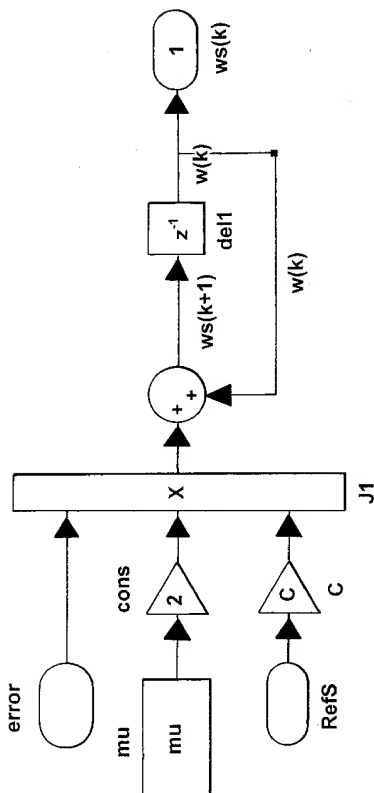 error
mu
mu
RefS
cons
2
C
C
X
J1
+
+
ws(k+1)
z-1
del1
w(k)
w(k)
1
ws(k)